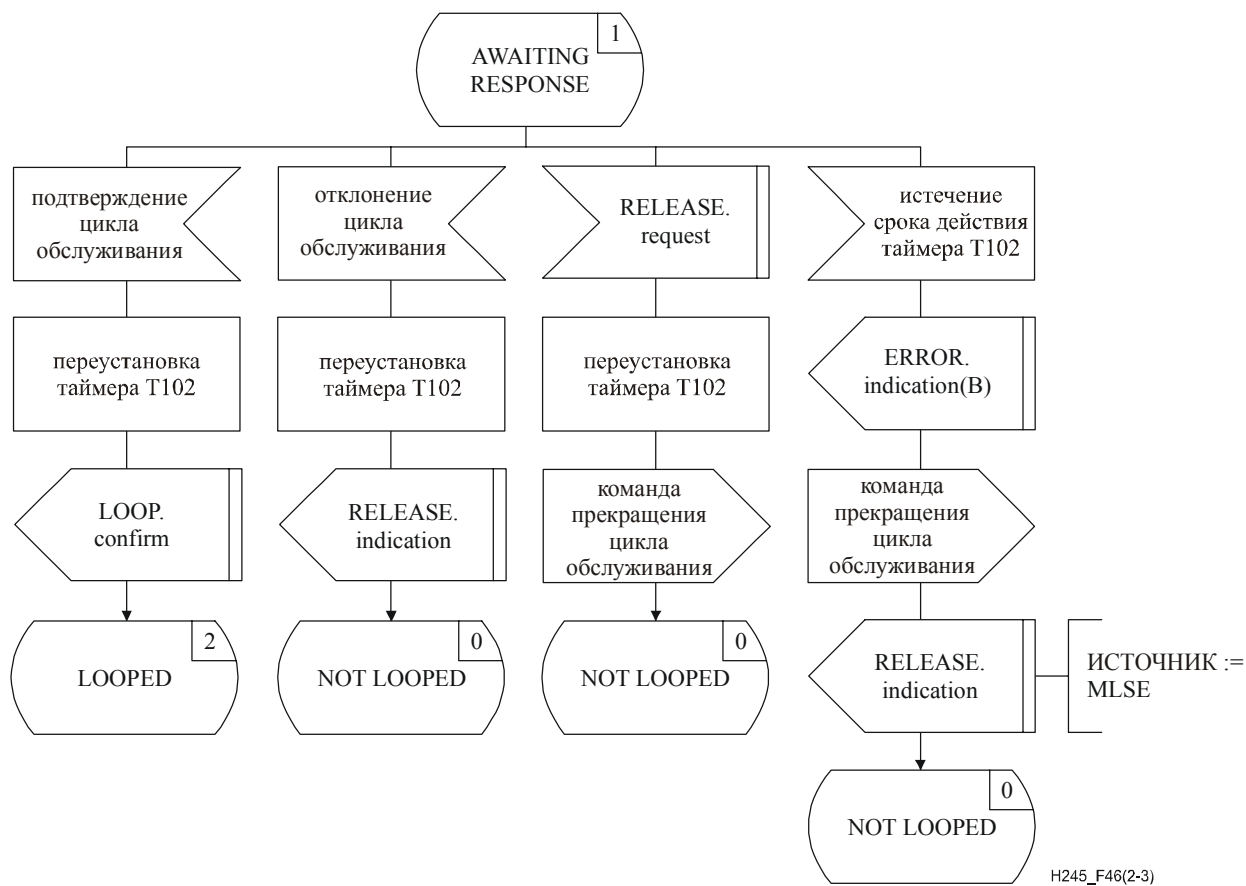 1
AWAITING
RESPONSE
подтверждение
цикла
обслуживания
отклонение
цикла
обслуживания
RELEASE.
request
истечение
срока действия
таймера T102
переустановка
таймера T102
переустановка
таймера T102
переустановка
таймера T102
ERROR.
indication(B)
LOOP.
confirm
RELEASE.
indication
команда
прекращения
цикла
обслуживания
команда
прекращения
цикла
обслуживания
2
LOOPED
0
NOT LOOPED
0
NOT LOOPED
RELEASE.
indication
ИСТОЧНИК :=
MLSE
0
NOT LOOPED
H245_F46(2-3)